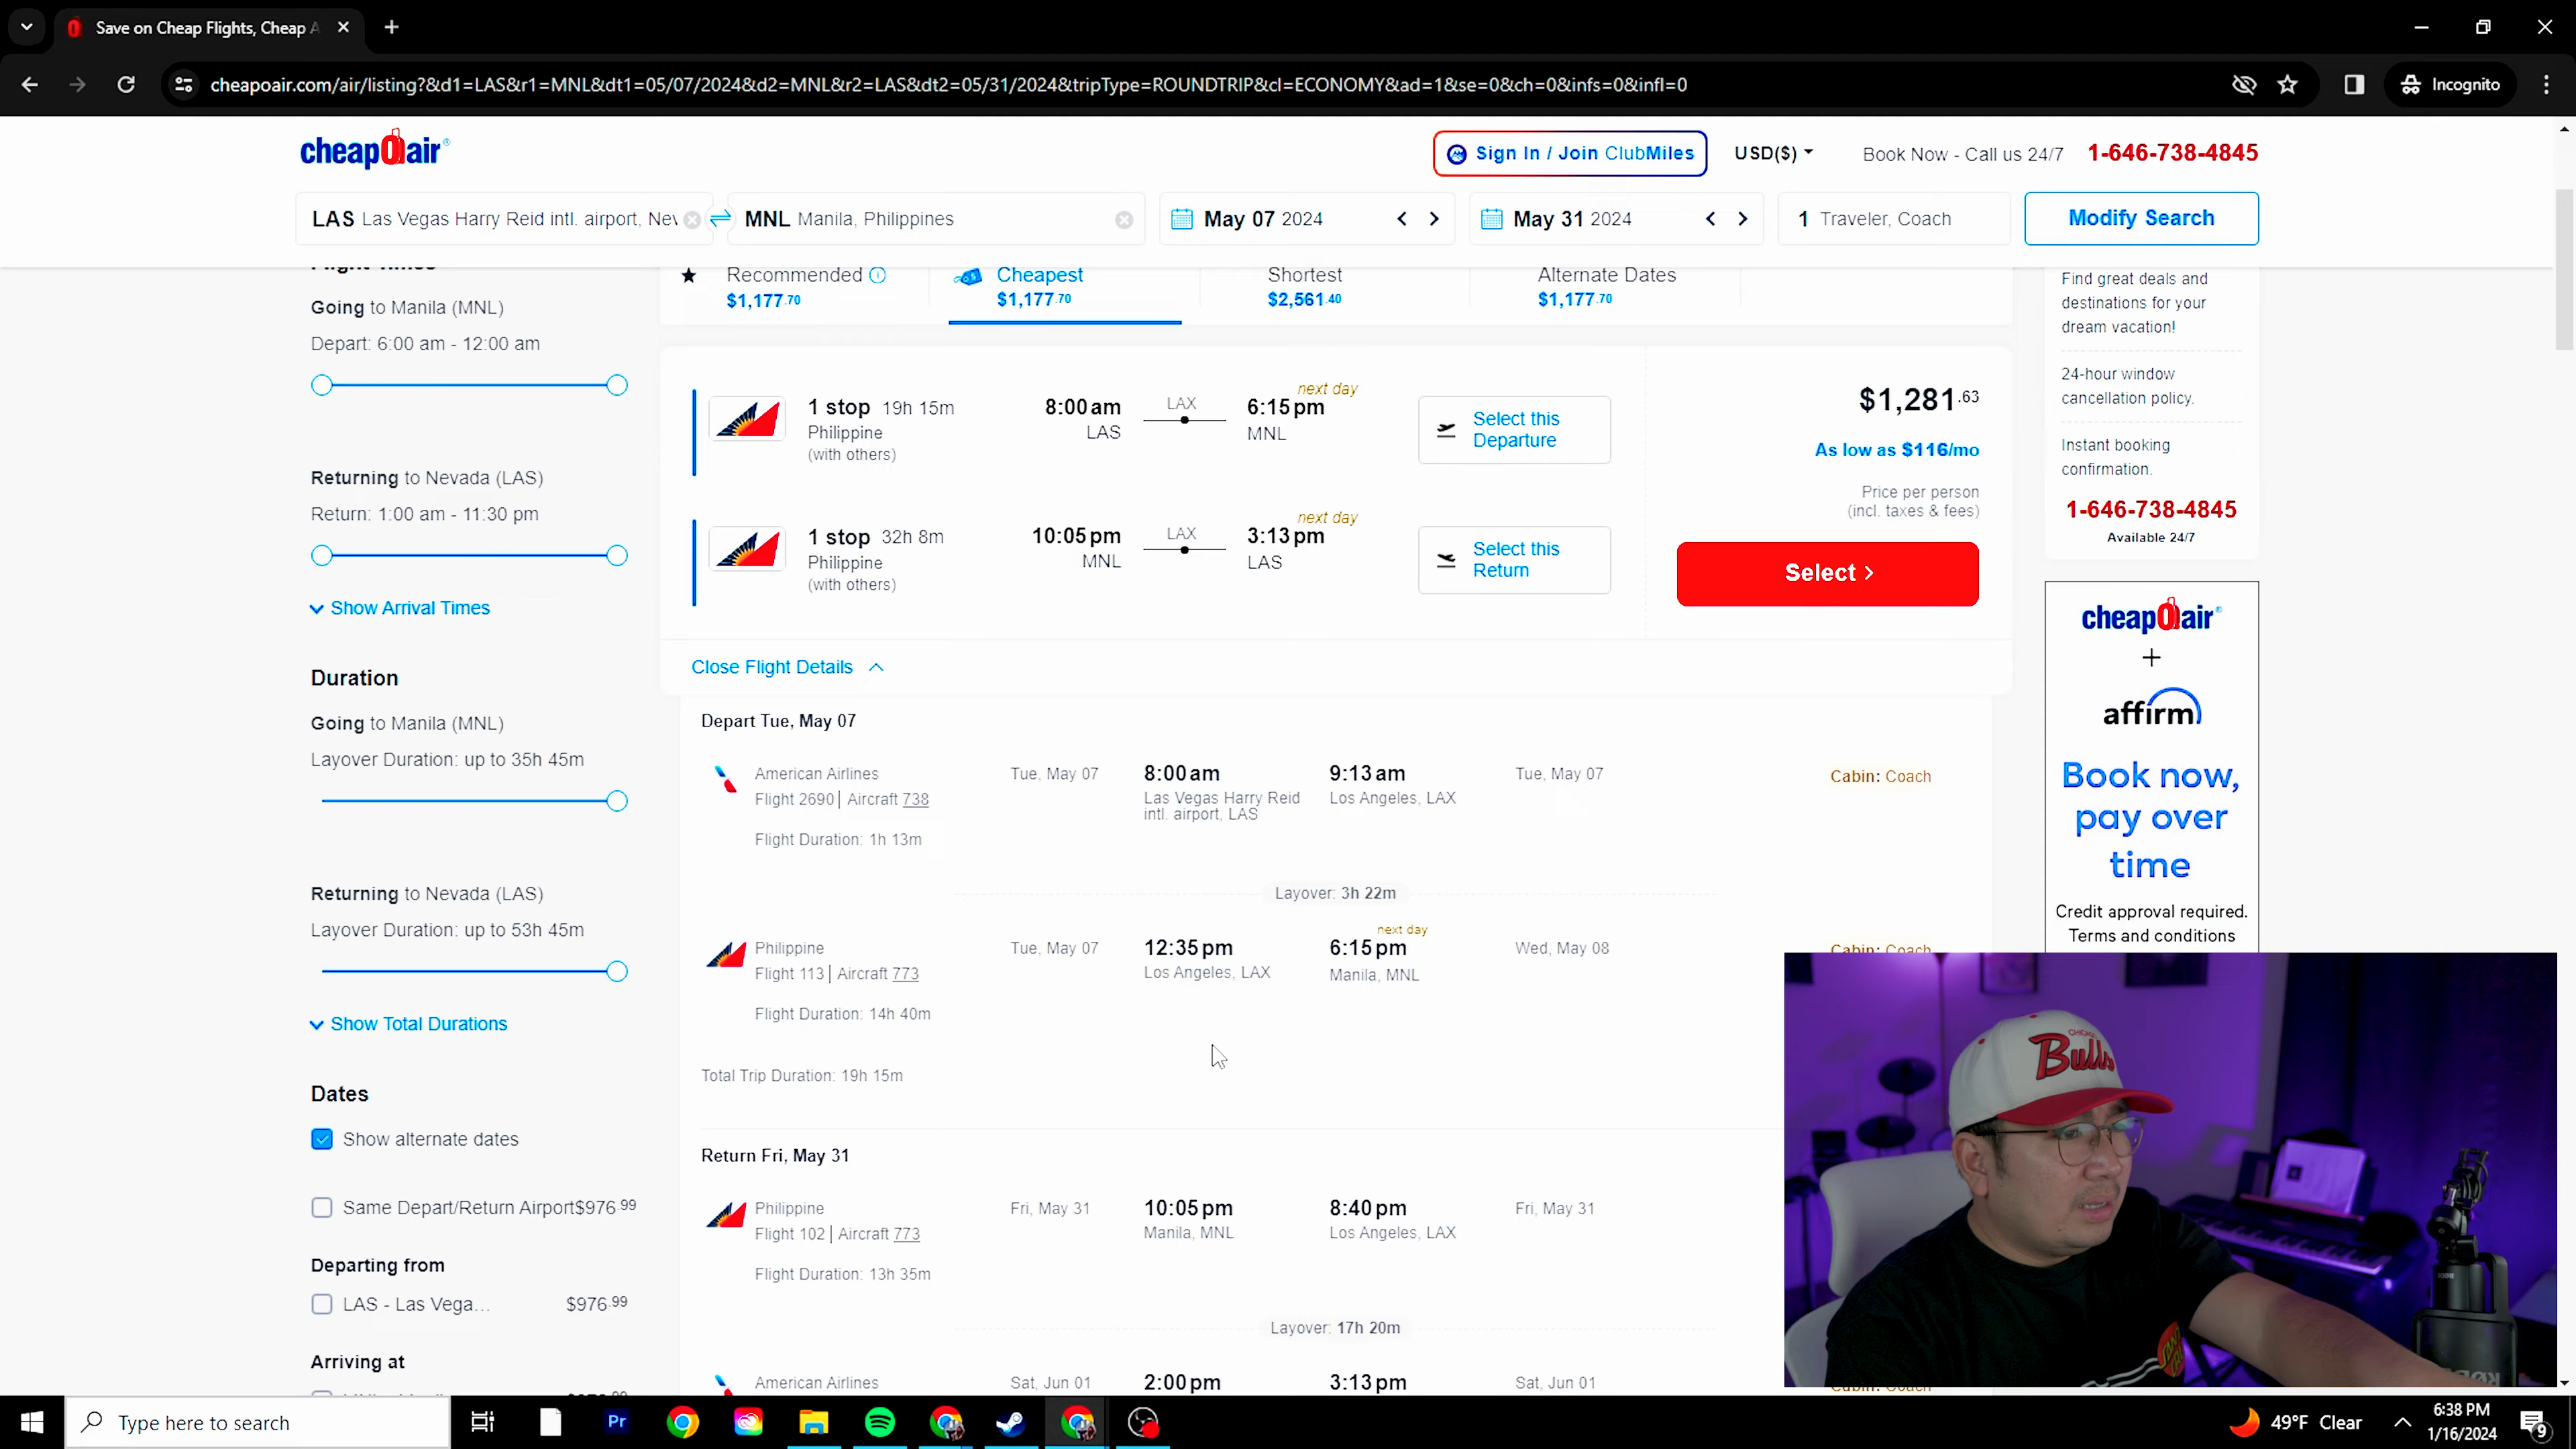 Save on Cheap Flights, Cheap A
cheapoair.com/air/listing?&d1=LAS&r1=MNL&dt1=05/07/2024&d2=MNL&r2=LAS&dt2=05/31/2024&tripType=ROUNDTRIP&cl=ECONOMY&ad=1&se=0&ch=0&infs=0&infl=0
Incognito
cheapOair®
Sign In / Join ClubMiles
USD($)
Book Now - Call us 24/7 1-646-738-4845
LAS Las Vegas Harry Reid intl. airport, Nev
MNL Manila, Philippines
May 07 2024
May 31 2024
1 Traveler, Coach
Modify Search
Flight Times
Going to Manila (MNL)
Depart: 6:00 am - 12:00 am
Returning to Nevada (LAS)
Return: 1:00 am - 11:30 pm
Show Arrival Times
Duration
Going to Manila (MNL)
Layover Duration: up to 35h 45m
Returning to Nevada (LAS)
Layover Duration: up to 53h 45m
Show Total Durations
Dates
Show alternate dates
Same Depart/Return Airport $976.99
Departing from
LAS - Las Vega... $976.99
Arriving at
Recommended
$1,177.70
Cheapest
$1,177.70
Shortest
$2,561.40
Alternate Dates
$1,177.70
1 stop 19h 15m
Philippine
(with others)
8:00 am
LAS
LAX
next day
6:15 pm
MNL
Select this
Departure
1 stop 32h 8m
Philippine
(with others)
10:05 pm
MNL
LAX
next day
3:13 pm
LAS
Select this
Return
$1,281.63
As low as $116/mo
Price per person
(incl. taxes & fees)
Select >
Close Flight Details
Depart Tue, May 07
American Airlines
Flight 2690 | Aircraft 738
Flight Duration: 1h 13m
Tue, May 07
8:00 am
Las Vegas Harry Reid
intl. airport, LAS
9:13 am
Los Angeles, LAX
Tue, May 07
Cabin: Coach
Layover: 3h 22m
Philippine
Flight 113 | Aircraft 773
Flight Duration: 14h 40m
Tue, May 07
12:35 pm
Los Angeles, LAX
next day
6:15 pm
Manila, MNL
Wed, May 08
Cabin: Coach
Total Trip Duration: 19h 15m
Return Fri, May 31
Philippine
Flight 102 | Aircraft 773
Flight Duration: 13h 35m
Fri, May 31
10:05 pm
Manila, MNL
8:40 pm
Los Angeles, LAX
Fri, May 31
Layover: 17h 20m
American Airlines
Sat, Jun 01
2:00 pm
3:13 pm
Sat, Jun 01
Find great deals and
destinations for your
dream vacation!
24-hour window
cancellation policy.
Instant booking
confirmation.
1-646-738-4845
Available 24/7
cheapOair®
+
affirm
Book now,
pay over
time
Credit approval required.
Terms and conditions
CHICAGO
Bulls
RØDE
Type here to search
Pr
49°F Clear
6:38 PM
1/16/2024
9